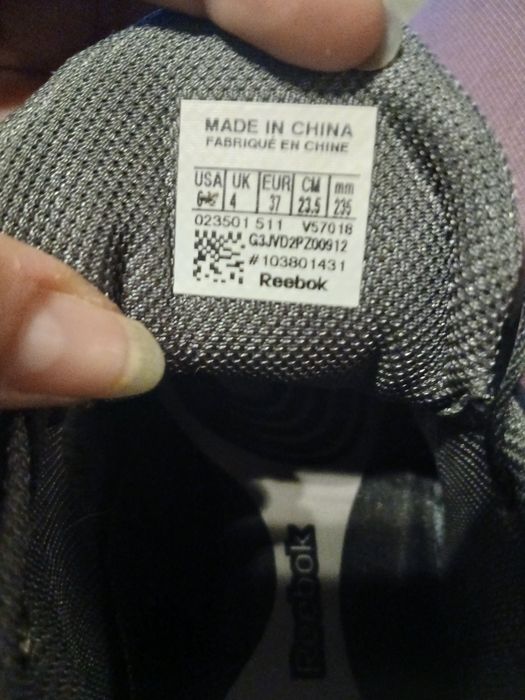 MADE IN CHINA
FABRIQUÉ EN CHINE
USA UK EUR CM mm
4 37 23.5 235
023501 511 V57018
G3JVD2PZ00912
#103801431
Reebok
Reebok